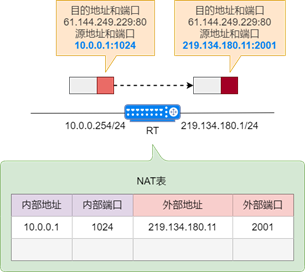 目的地址和端口
61.144.249.229:80
源地址和端口
10.0.0.1:1024
目的地址和端口
61.144.249.229:80
源地址和端口
219.134.180.11:2001
10.0.0.254/24
RT
219.134.180.1/24
NAT表
内部地址 内部端口 外部地址 外部端口
10.0.0.1 1024 219.134.180.11 2001